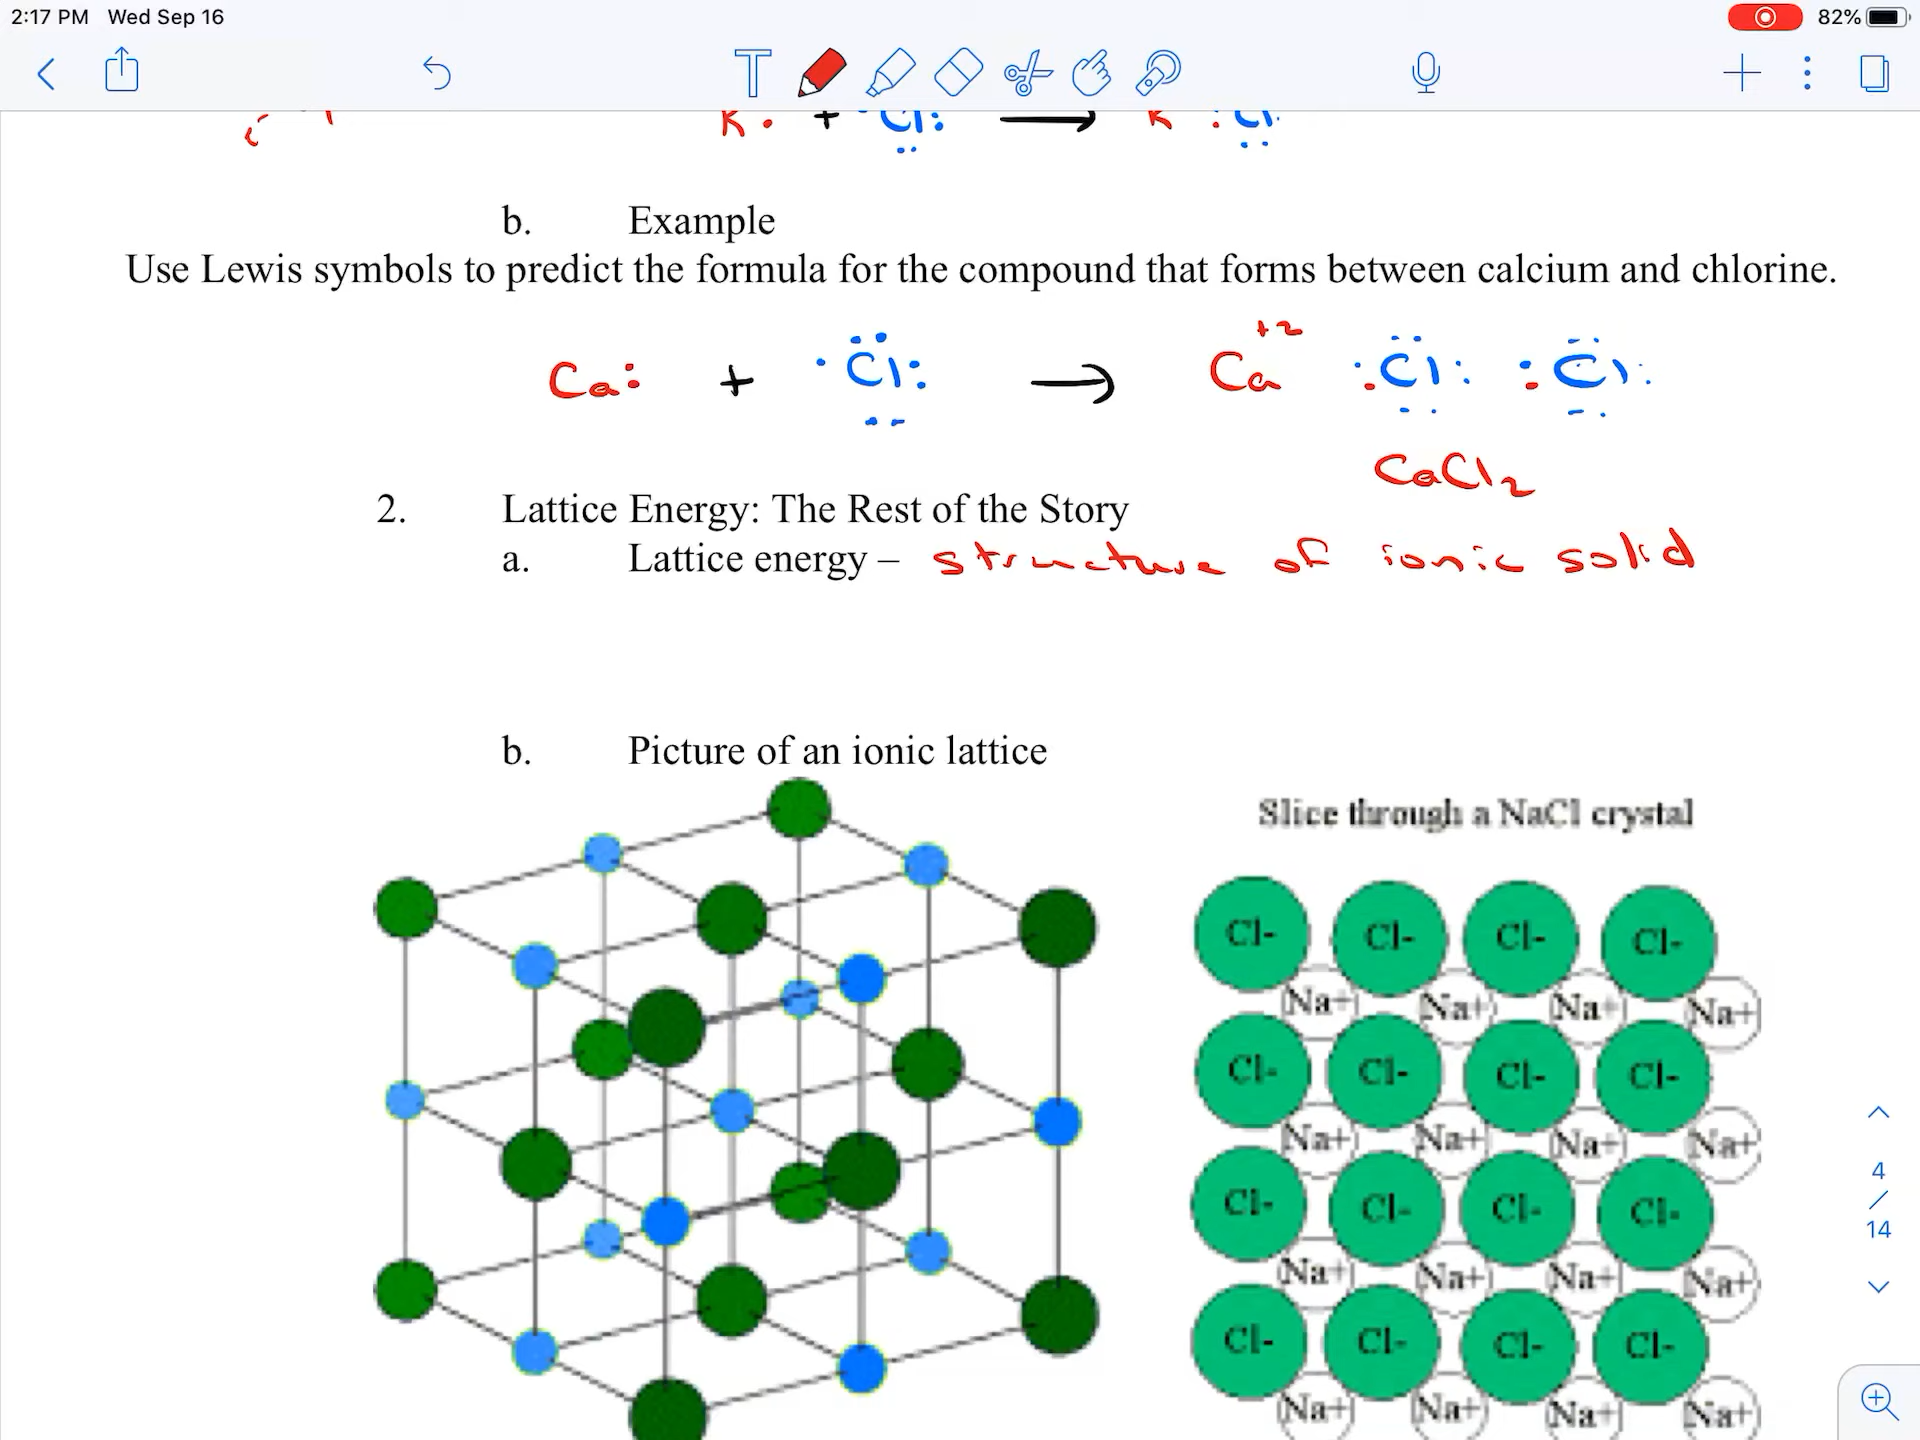 2:17 PM Wed Sep 16 82%
K· + ·Cl: → K :Cl
b. Example
Use Lewis symbols to predict the formula for the compound that forms between calcium and chlorine.
Ca: + ·Cl: → Ca+2 :Cl: :Cl:
CaCl2
2. Lattice Energy: The Rest of the Story
a. Lattice energy – structure of ionic solid
b. Picture of an ionic lattice
Slice through a NaCl crystal
Cl- Cl- Cl- Cl-
Na+ Na+ Na+ Na+
Cl- Cl- Cl- Cl-
Na+ Na+ Na+ Na+
Cl- Cl- Cl- Cl-
Na+ Na+ Na+ Na+
Cl- Cl- Cl- Cl-
Na+ Na+ Na+ Na+
4
/
14